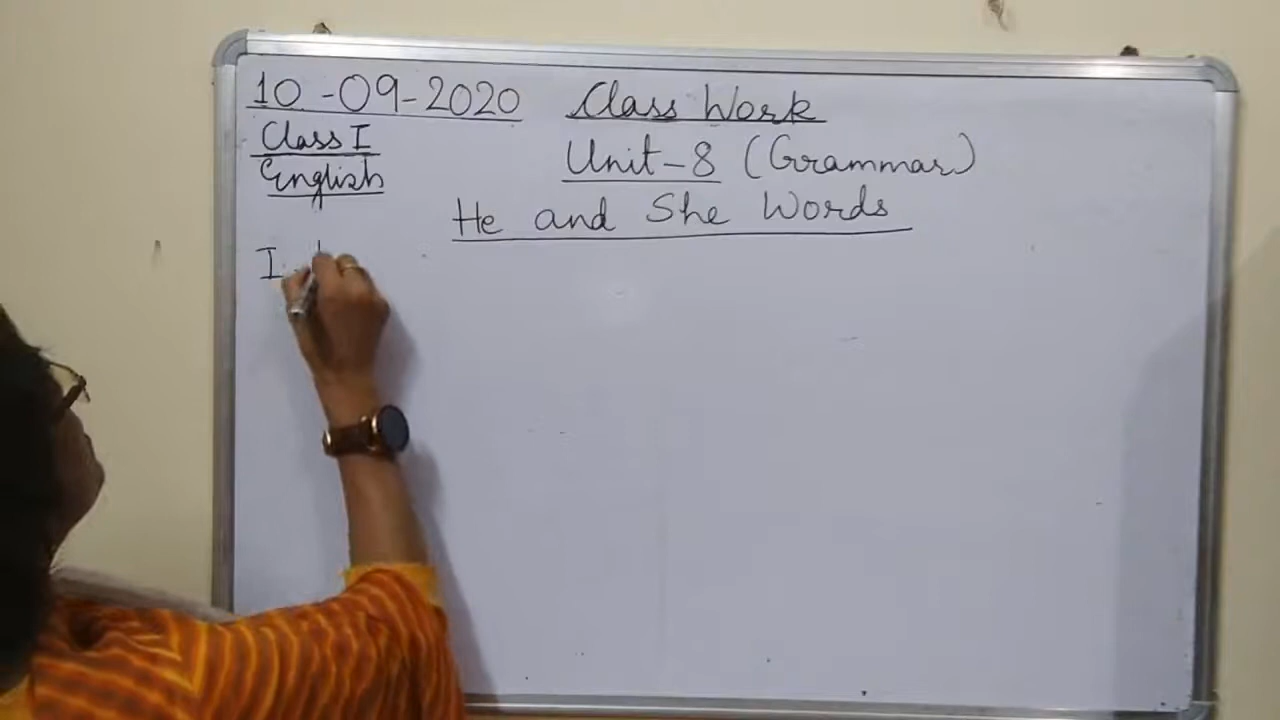 10-09-2020 Class Work
Class I
Unit-8 (Grammar)
English
He and She Words
I